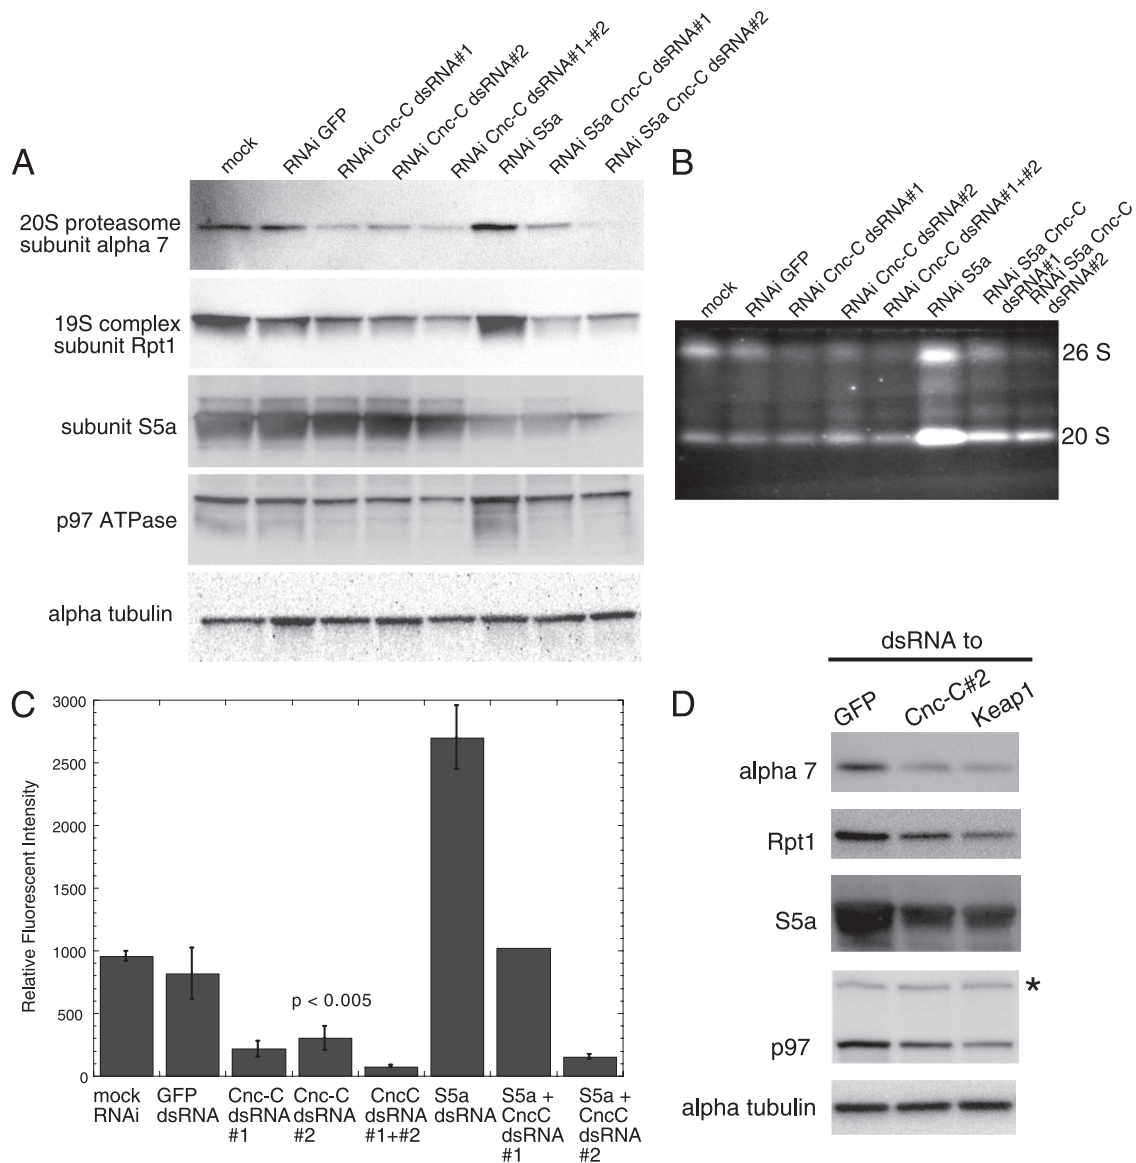 A
mock
RNAi GFP
RNAi Cnc-C dsRNA#1
RNAi Cnc-C dsRNA#2
RNAi Cnc-C dsRNA#1+#2
RNAi S5a
RNAi S5a Cnc-C dsRNA#1
RNAi S5a Cnc-C dsRNA#2
20S proteasome
subunit alpha 7
19S complex
subunit Rpt1
subunit S5a
p97 ATPase
alpha tubulin
B
mock
RNAi GFP
RNAi Cnc-C dsRNA#1
RNAi Cnc-C dsRNA#2
RNAi Cnc-C dsRNA#1+#2
RNAi S5a
RNAi S5a Cnc-C
dsRNA#1
RNAi S5a Cnc-C
dsRNA#2
26 S
20 S
C
Relative Fluorescent Intensity
3000
2500
2000
1500
1000
500
0
p < 0.005
mock
RNAi
GFP
dsRNA
Cnc-C
dsRNA
#1
Cnc-C
dsRNA
#2
CncC
dsRNA
#1+#2
S5a
dsRNA
S5a +
CncC
dsRNA
#1
S5a +
CncC
dsRNA
#2
D
dsRNA to
GFP
Cnc-C#2
Keap1
alpha 7
Rpt1
S5a
*
p97
alpha tubulin